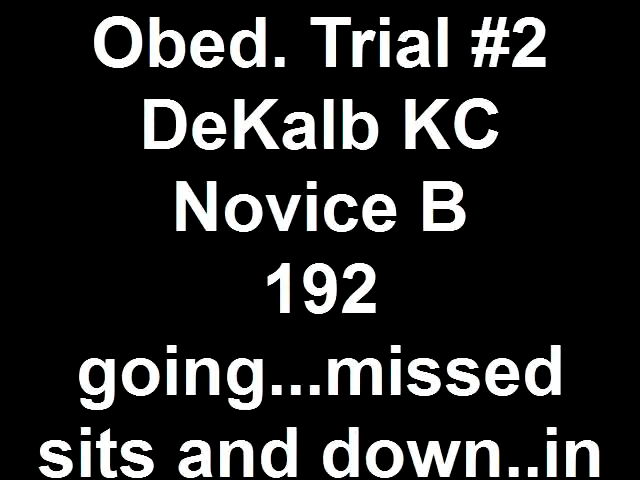 Obed. Trial #2
DeKalb KC
Novice B
192
going...missed
sits and down..in